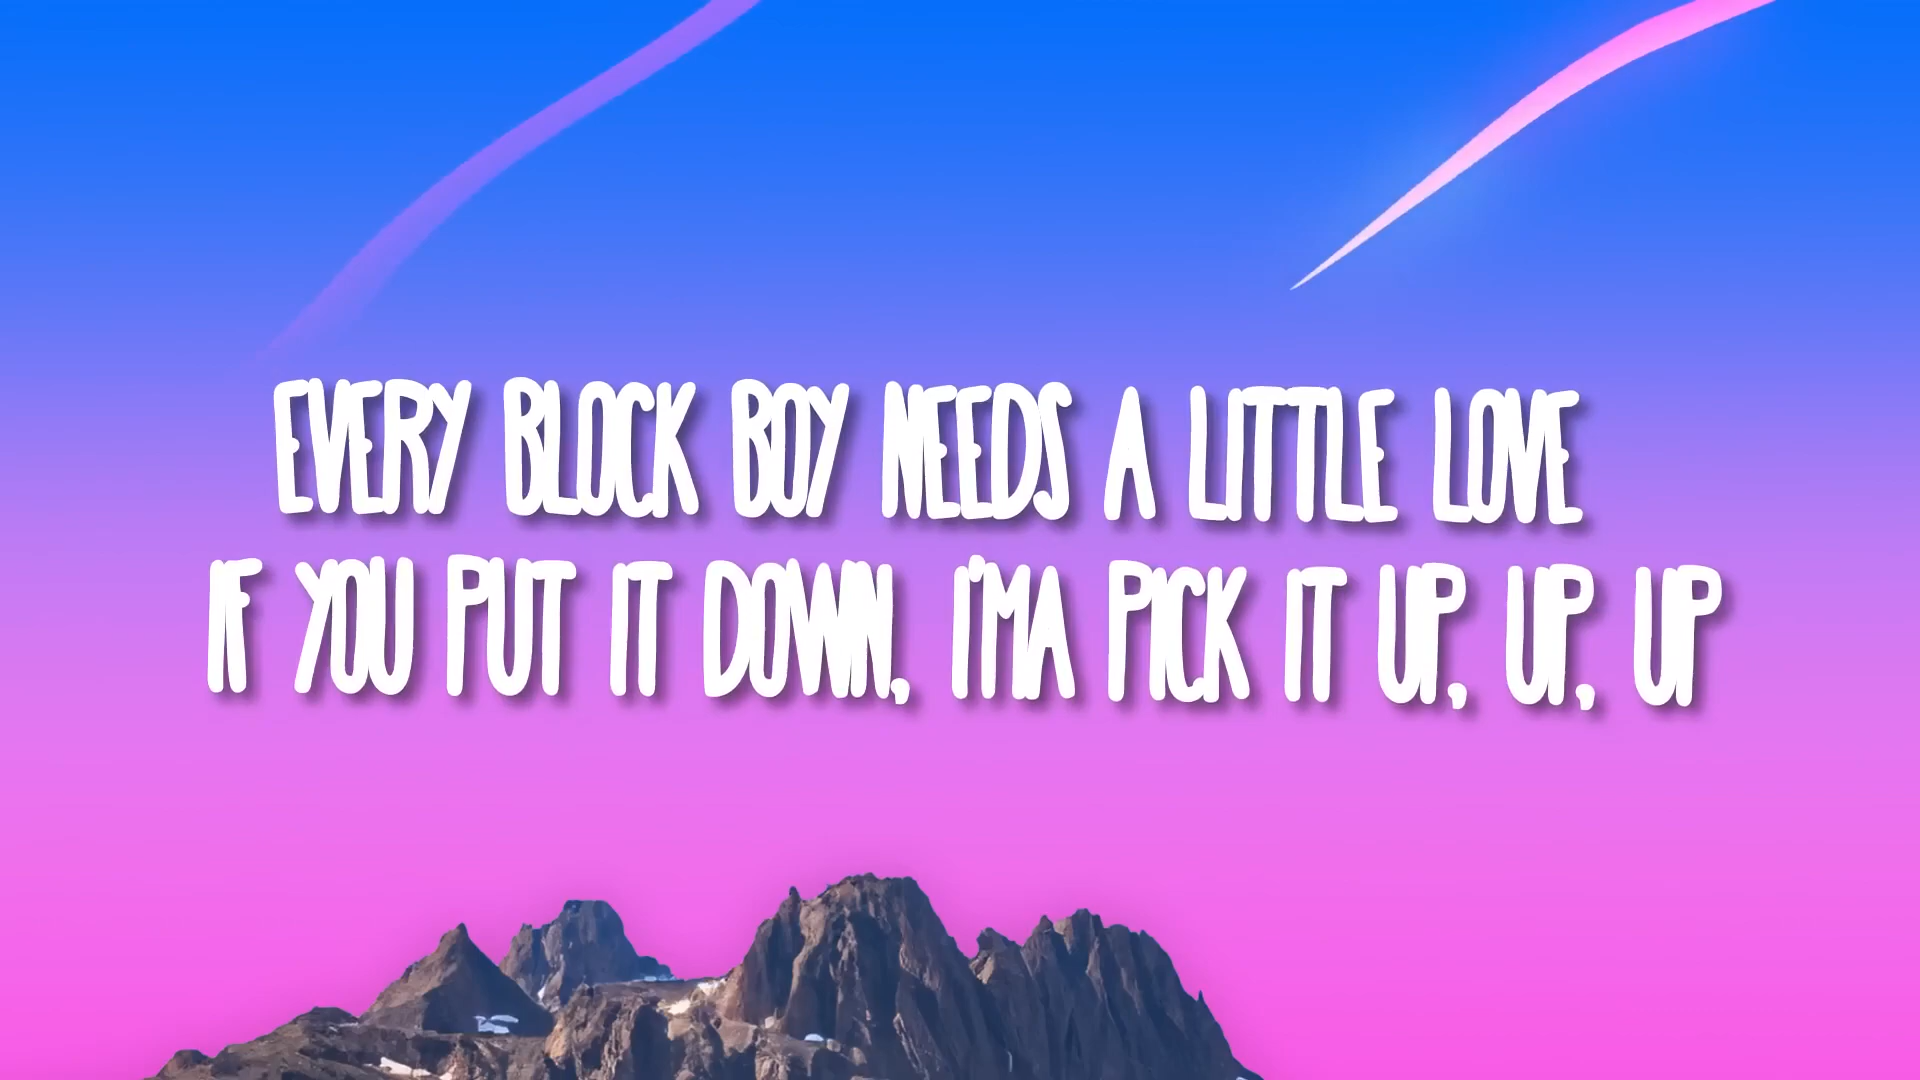 EVERY BLOCK BOY NEEDS A LITTLE LOVE
IF YOU PUT IT DOWN, I'MA PICK IT UP, UP, UP